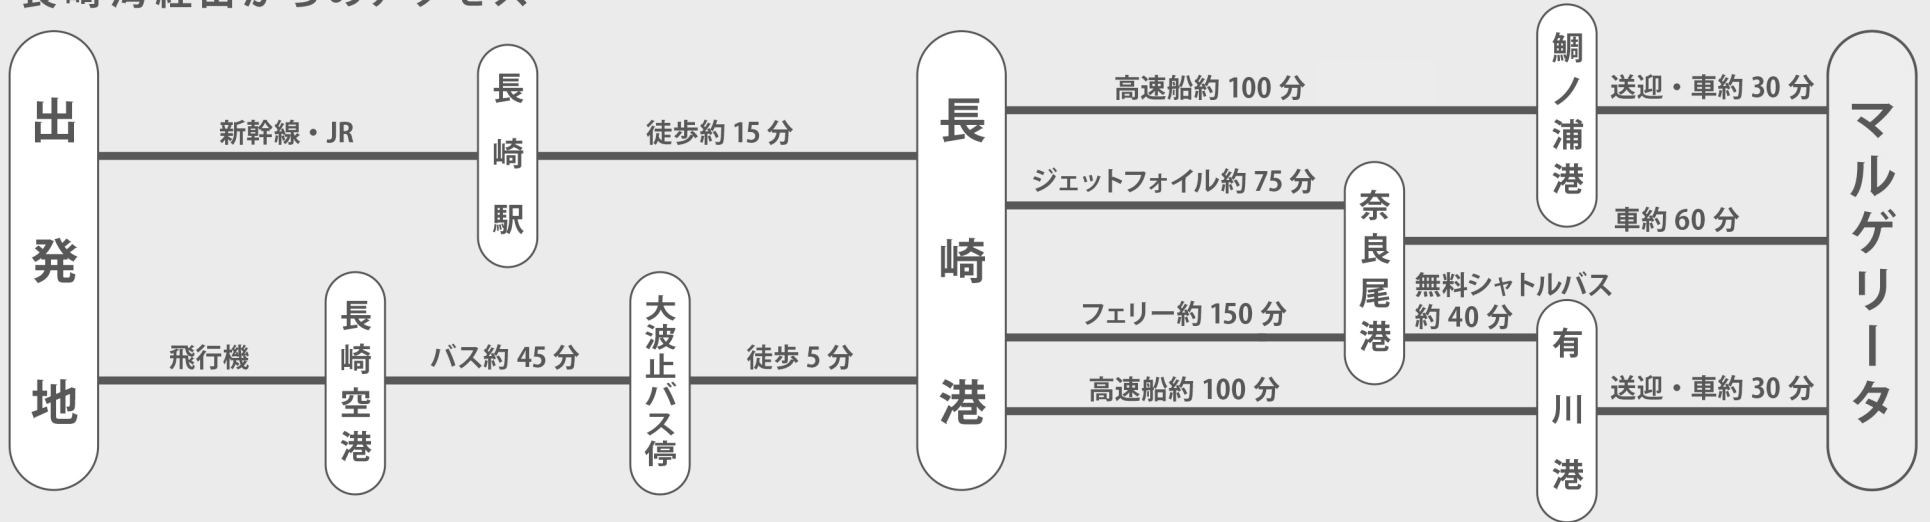 出発地
新幹線・JR
長崎駅
徒歩約 15 分
飛行機
長崎空港
バス約 45 分
大波止バス停
徒歩 5 分
長崎港
高速船約 100 分
鯛ノ浦港
送迎・車約 30 分
ジェットフォイル約 75 分
奈良尾港
車約 60 分
フェリー約 150 分
無料シャトルバス
約 40 分
有川港
高速船約 100 分
送迎・車約 30 分
マルゲリータ